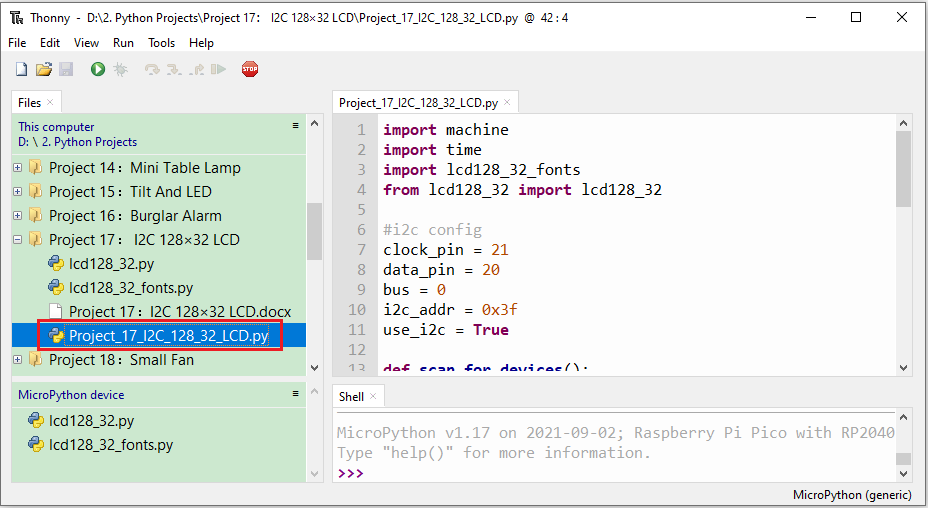 Thonny - D:\2. Python Projects\Project 17: I2C 128×32 LCD\Project_17_I2C_128_32_LCD.py @ 42:4
File Edit View Run Tools Help
STOP
Files
This computer
D: \ 2. Python Projects
Project 14：Mini Table Lamp
Project 15：Tilt And LED
Project 16：Burglar Alarm
Project 17： I2C 128×32 LCD
lcd128_32.py
lcd128_32_fonts.py
Project 17：I2C 128×32 LCD.docx
Project_17_I2C_128_32_LCD.py
Project 18：Small Fan
MicroPython device
lcd128_32.py
lcd128_32_fonts.py
Project_17_I2C_128_32_LCD.py
1 import machine
2 import time
3 import lcd128_32_fonts
4 from lcd128_32 import lcd128_32
5
6 #i2c config
7 clock_pin = 21
8 data_pin = 20
9 bus = 0
10 i2c_addr = 0x3f
11 use_i2c = True
12
13 def scan_for_devices():
Shell
MicroPython v1.17 on 2021-09-02; Raspberry Pi Pico with RP2040
Type "help()" for more information.
>>>
MicroPython (generic)